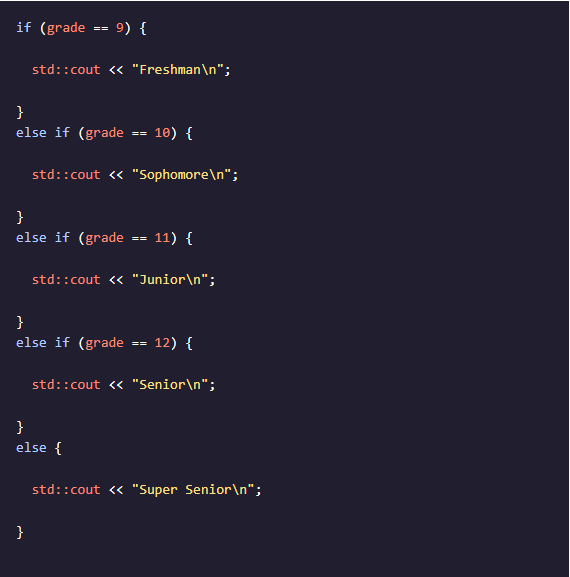 if (grade == 9) {
  std::cout << "Freshman\n";
}
else if (grade == 10) {
  std::cout << "Sophomore\n";
}
else if (grade == 11) {
  std::cout << "Junior\n";
}
else if (grade == 12) {
  std::cout << "Senior\n";
}
else {
  std::cout << "Super Senior\n";
}